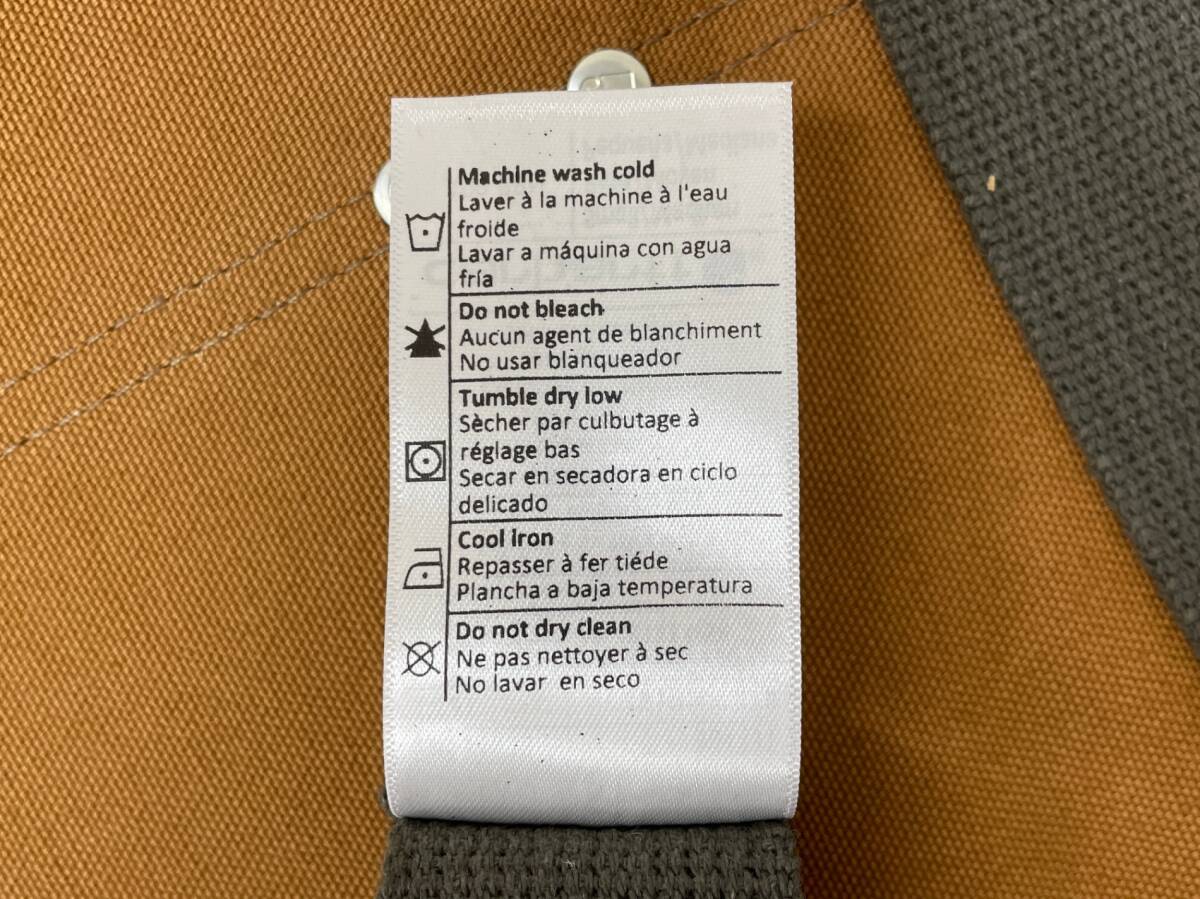 Machine wash cold
Laver à la machine à l'eau
froide
Lavar a máquina con agua
fría
Do not bleach
Aucun agent de blanchiment
No usar blanqueador
Tumble dry low
Sècher par culbutage à
réglage bas
Secar en secadora en ciclo
delicado
Cool iron
Repasser à fer tiéde
Plancha a baja temperatura
Do not dry clean
Ne pas nettoyer à sec
No lavar en seco